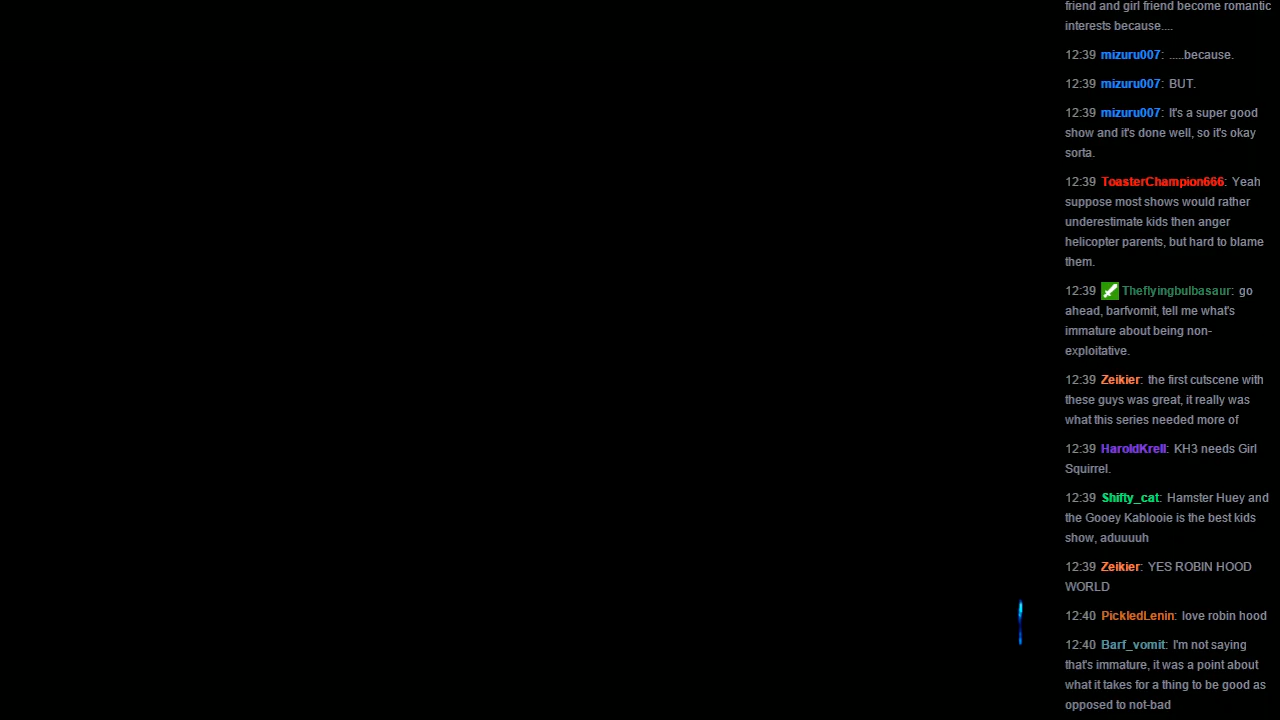 friend and girl friend become romantic
interests because....
12:39 mizuru007: .....because.
12:39 mizuru007: BUT.
12:39 mizuru007: It's a super good
show and it's done well, so it's okay
sorta.
12:39 ToasterChampion666: Yeah
suppose most shows would rather
underestimate kids then anger
helicopter parents, but hard to blame
them.
12:39 Theflyingbulbasaur: go
ahead, barfvomit, tell me what's
immature about being non-
exploitative.
12:39 Zeikier: the first cutscene with
these guys was great, it really was
what this series needed more of
12:39 HaroldKrell: KH3 needs Girl
Squirrel.
12:39 Shifty_cat: Hamster Huey and
the Gooey Kablooie is the best kids
show, aduuuuh
12:39 Zeikier: YES ROBIN HOOD
WORLD
12:40 PickledLenin: love robin hood
12:40 Barf_vomit: I'm not saying
that's immature, it was a point about
what it takes for a thing to be good as
opposed to not-bad